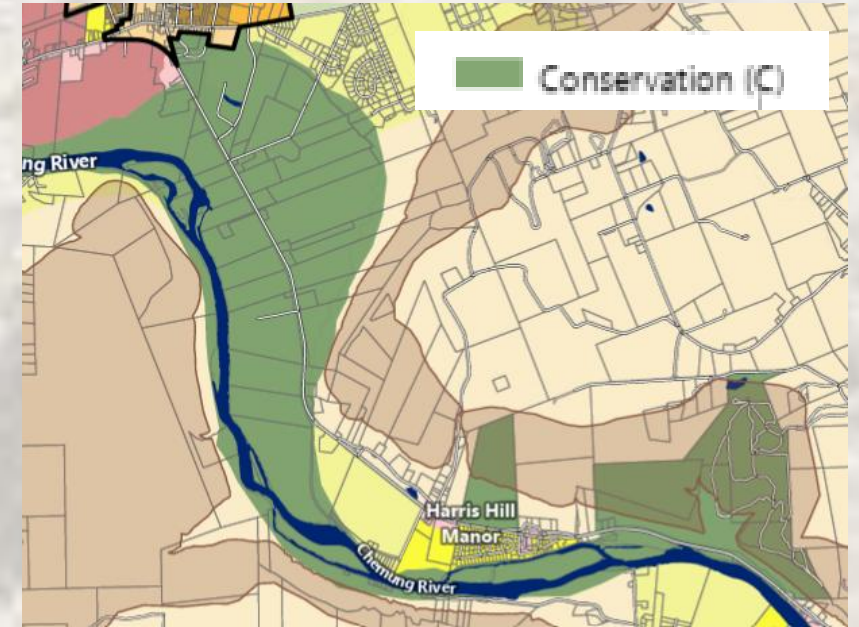 Conservation (C)
ng River
Harris Hill
Manor
Chemung River